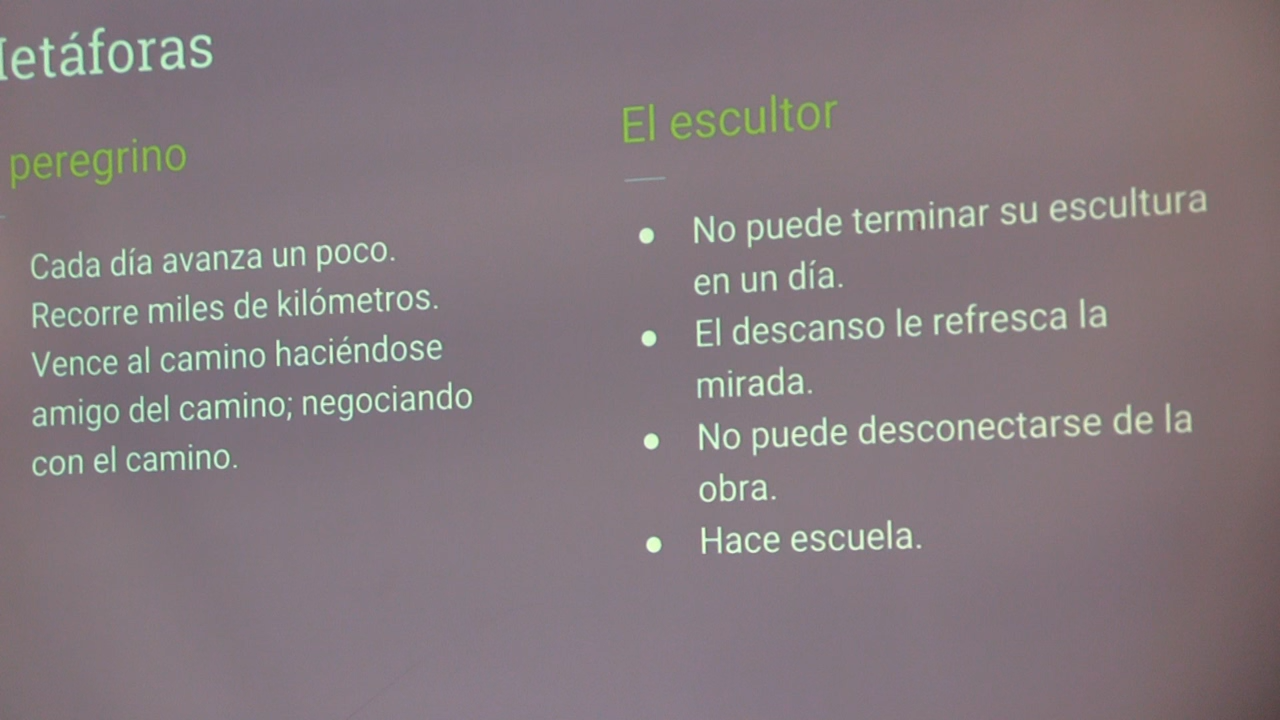 Metáforas
peregrino
Cada día avanza un poco.
Recorre miles de kilómetros.
Vence al camino haciéndose
amigo del camino; negociando
con el camino.
El escultor
No puede terminar su escultura
en un día.
El descanso le refresca la
mirada.
No puede desconectarse de la
obra.
Hace escuela.